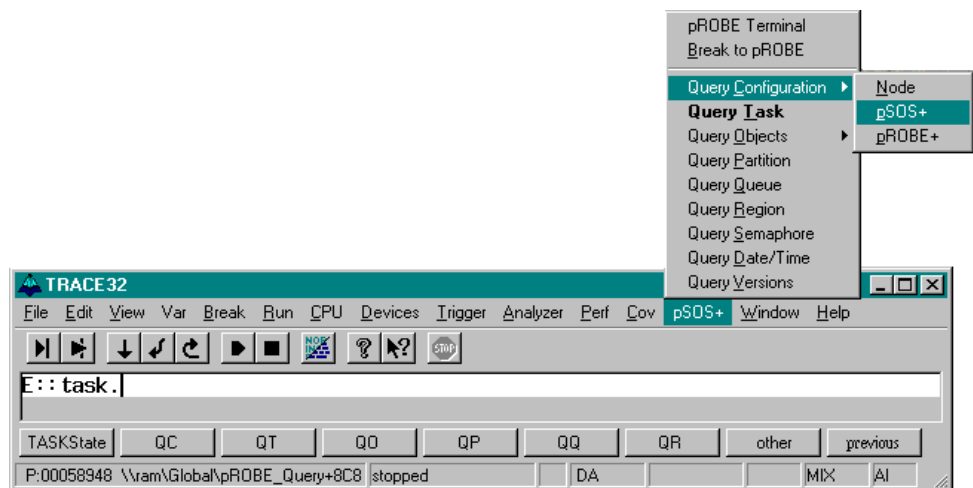 pROBE Terminal
Break to pROBE
Query Configuration
Node
Query Task
pSOS+
Query Objects
pROBE+
Query Partition
Query Queue
Query Region
Query Semaphore
Query Date/Time
Query Versions
TRACE32
File Edit View Var Break Run CPU Devices Trigger Analyzer Perf Cov pSOS+ Window Help
STOP
E::task.
TASKState QC QT QO QP QQ QR other previous
P:00058948 \\ram\Global\pROBE_Query+8C8 stopped DA MIX AI